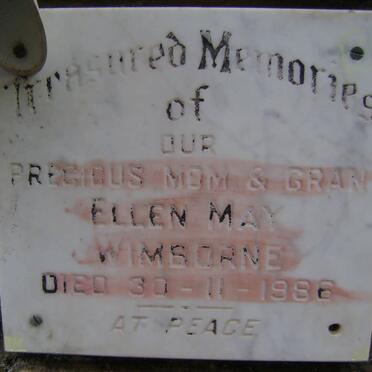 Treasured Memories
of
OUR
PRECIOUS MOM & GRAN
ELLEN MAY
WIMBORNE
DIED 30-11-1986
AT PEACE